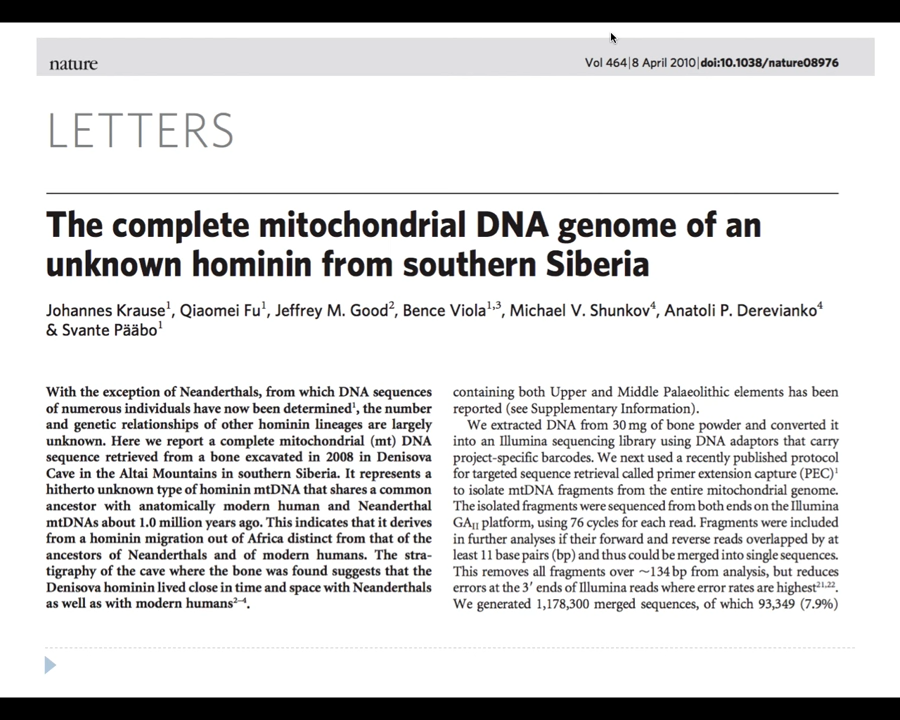 nature
Vol 464|8 April 2010|doi:10.1038/nature08976
LETTERS
The complete mitochondrial DNA genome of an
unknown hominin from southern Siberia
Johannes Krause1, Qiaomei Fu1, Jeffrey M. Good2, Bence Viola1,3, Michael V. Shunkov4, Anatoli P. Derevianko4
& Svante Pääbo1
With the exception of Neanderthals, from which DNA sequences
of numerous individuals have now been determined1, the number
and genetic relationships of other hominin lineages are largely
unknown. Here we report a complete mitochondrial (mt) DNA
sequence retrieved from a bone excavated in 2008 in Denisova
Cave in the Altai Mountains in southern Siberia. It represents a
hitherto unknown type of hominin mtDNA that shares a common
ancestor with anatomically modern human and Neanderthal
mtDNAs about 1.0 million years ago. This indicates that it derives
from a hominin migration out of Africa distinct from that of the
ancestors of Neanderthals and of modern humans. The stra-
tigraphy of the cave where the bone was found suggests that the
Denisova hominin lived close in time and space with Neanderthals
as well as with modern humans2–4.
containing both Upper and Middle Palaeolithic elements has been
reported (see Supplementary Information).
We extracted DNA from 30 mg of bone powder and converted it
into an Illumina sequencing library using DNA adaptors that carry
project-specific barcodes. We next used a recently published protocol
for targeted sequence retrieval called primer extension capture (PEC)1
to isolate mtDNA fragments from the entire mitochondrial genome.
The isolated fragments were sequenced from both ends on the Illumina
GAII platform, using 76 cycles for each read. Fragments were included
in further analyses if their forward and reverse reads overlapped by at
least 11 base pairs (bp) and thus could be merged into single sequences.
This removes all fragments over ~134 bp from analysis, but reduces
errors at the 3′ ends of Illumina reads where error rates are highest21,22.
We generated 1,178,300 merged sequences, of which 93,349 (7.9%)